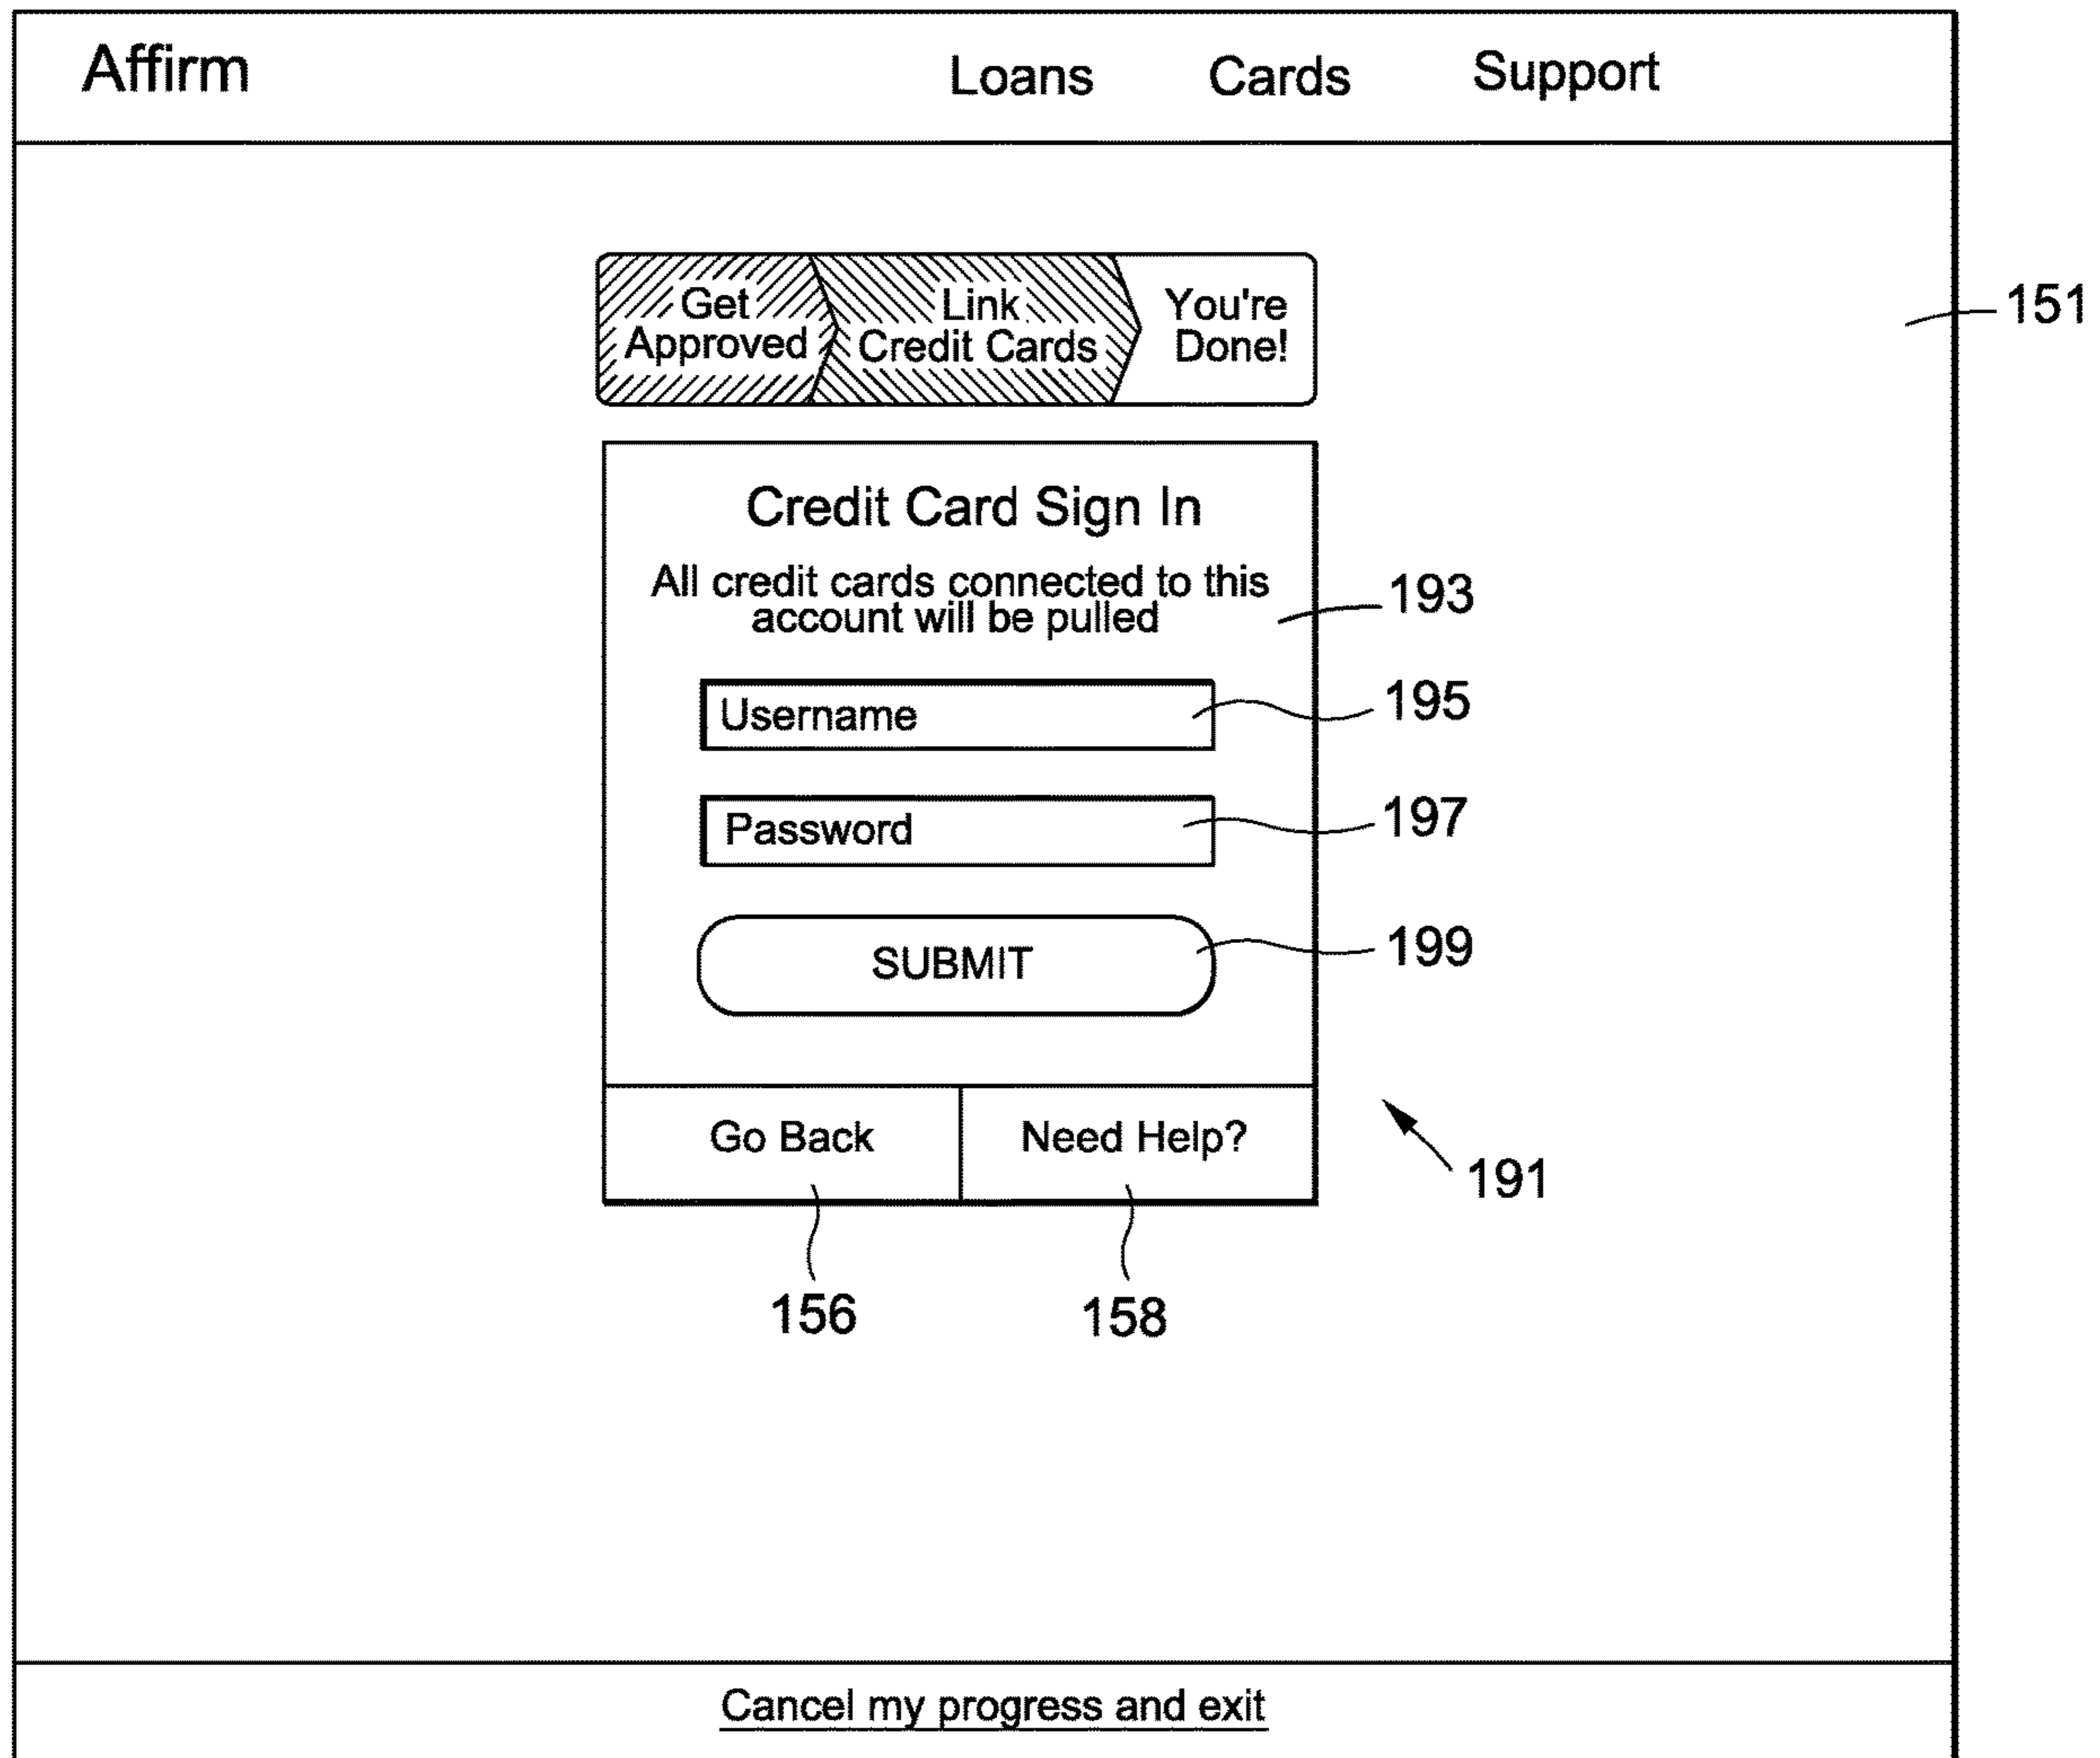 Affirm
Loans
Cards
Support
Get
Approved
Link
Credit Cards
You're
Done!
151
Credit Card Sign In
All credit cards connected to this
account will be pulled
193
Username
195
Password
197
SUBMIT
199
Go Back
Need Help?
191
156
158
Cancel my progress and exit